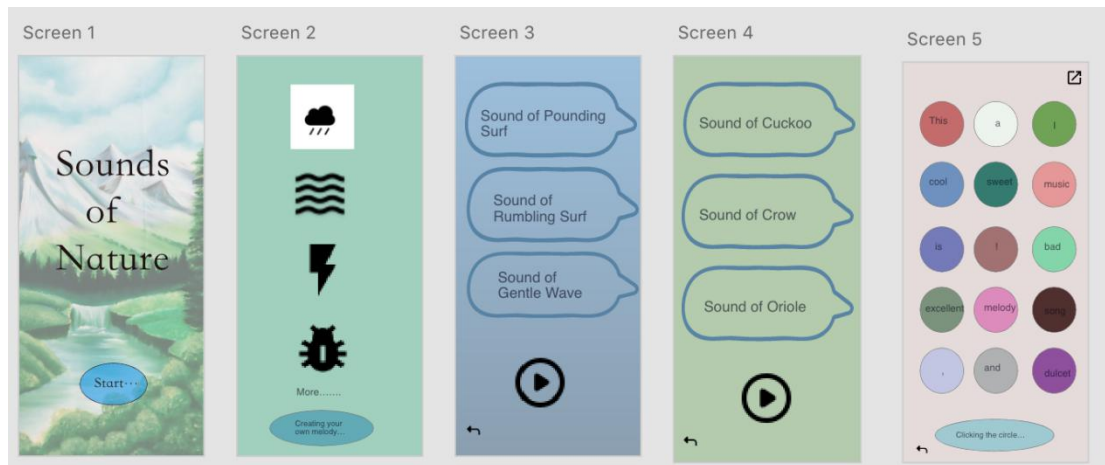 Screen 1
Sounds
of
Nature
Start···
Screen 2
More.......
Creating your
own melody...
Screen 3
Sound of Pounding
Surf
Sound of
Rumbling Surf
Sound of
Gentle Wave
Screen 4
Sound of Cuckoo
Sound of Crow
Sound of Oriole
Screen 5
This
a
cool
sweet
music
is
bad
excellent
melody
song
,
and
dulcet
Clicking the circle...